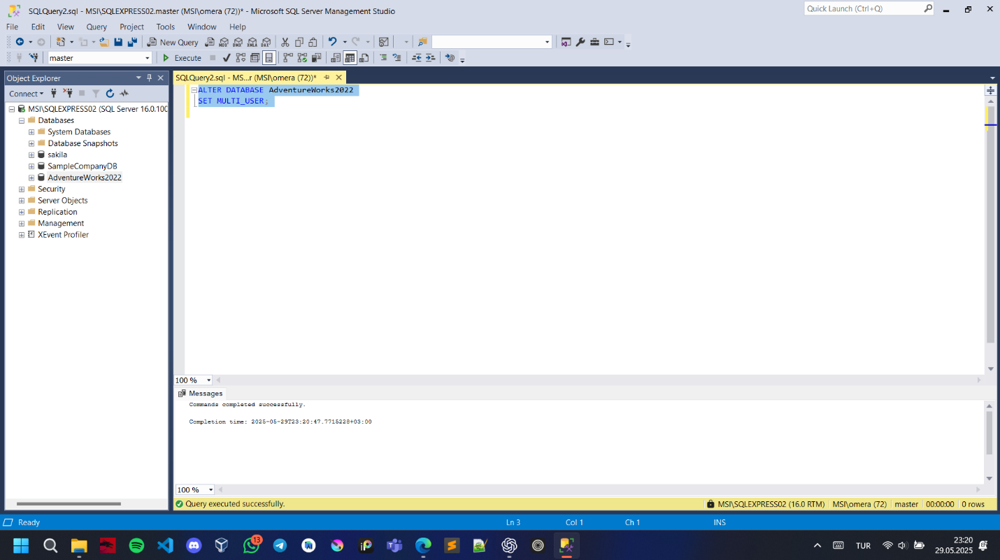 SQLQuery2.sql - MSI\SQLEXPRESS02.master (MSI\omera (72))* - Microsoft SQL Server Management Studio
Quick Launch (Ctrl+Q)
File Edit View Query Project Tools Window Help
New Query
MDX DMX XMLA DAX
master
Execute
Object Explorer
SQLQuery2.sql - MS...r (MSI\omera (72))*
Connect
ALTER DATABASE AdventureWorks2022
SET MULTI_USER;
MSI\SQLEXPRESS02 (SQL Server 16.0.100
Databases
System Databases
Database Snapshots
sakila
SampleCompanyDB
AdventureWorks2022
Security
Server Objects
Replication
Management
XEvent Profiler
100 %
Messages
Commands completed successfully.
Completion time: 2025-05-29T23:20:47.7715228+03:00
100 %
Query executed successfully.
MSI\SQLEXPRESS02 (16.0 RTM) MSI\omera (72) master 00:00:00 0 rows
Ready
Ln 3 Col 1 Ch 1 INS
13
TUR
23:20
29.05.2025